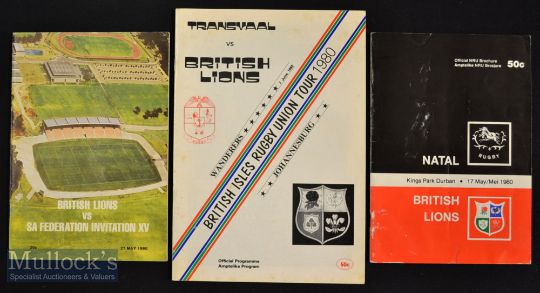 BRITISH LIONS
VS
SA FEDERATION INVITATION XV
21 MAY 1980
Mullock's
Specialist Auctioneers & Valuers
TRANSVAAL
vs
BRITISH
LIONS
WANDERERS
JOHANNESBURG
BRITISH ISLES RUGBY UNION TOUR 1980
Official Programme
Amptelike Program
50c
Official NRU Brochure
Amptelike NRU Brosjure
50c
NATAL
RUGBY
Kings Park Durban • 17 May/Mei 1980
BRITISH
LIONS